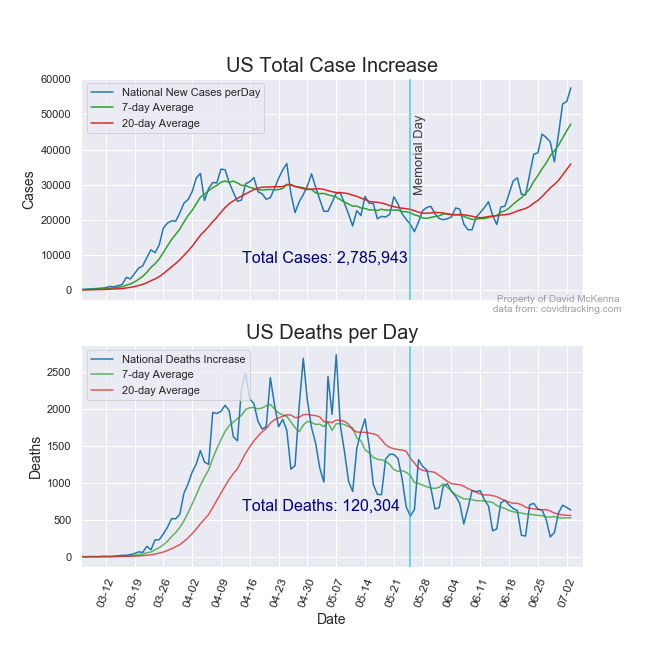 US Total Case Increase
60000
50000
40000
30000
20000
10000
0
Cases
National New Cases perDay
7-day Average
20-day Average
Memorial Day
Total Cases: 2,785,943
Property of David McKenna
data from: covidtracking.com
US Deaths per Day
2500
2000
1500
1000
500
0
Deaths
National Deaths Increase
7-day Average
20-day Average
Total Deaths: 120,304
03-12
03-19
03-26
04-02
04-09
04-16
04-23
04-30
05-07
05-14
05-21
05-28
06-04
06-11
06-18
06-25
07-02
Date